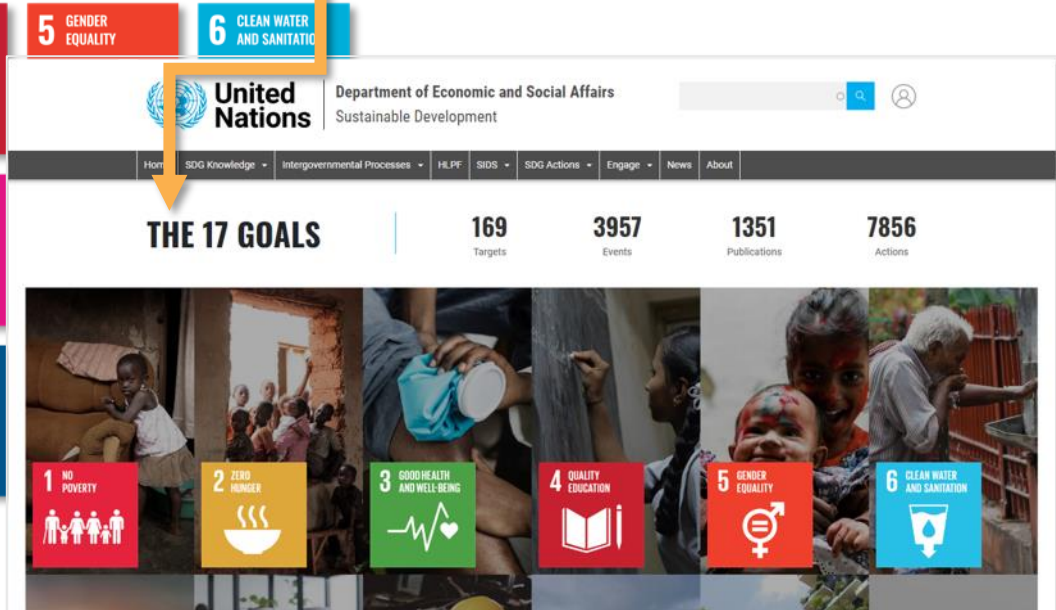 5 GENDER
EQUALITY
6 CLEAN WATER
AND SANITATIO
United
Nations
Department of Economic and Social Affairs
Sustainable Development
Home SDG Knowledge Intergovernmental Processes HLPF SIDS SDG Actions Engage News About
THE 17 GOALS
169 3957 1351 7856
Targets Events Publications Actions
1 NO
POVERTY
2 ZERO
HUNGER
3 GOOD HEALTH
AND WELL-BEING
4 QUALITY
EDUCATION
5 GENDER
EQUALITY
6 CLEAN WATER
AND SANITATION